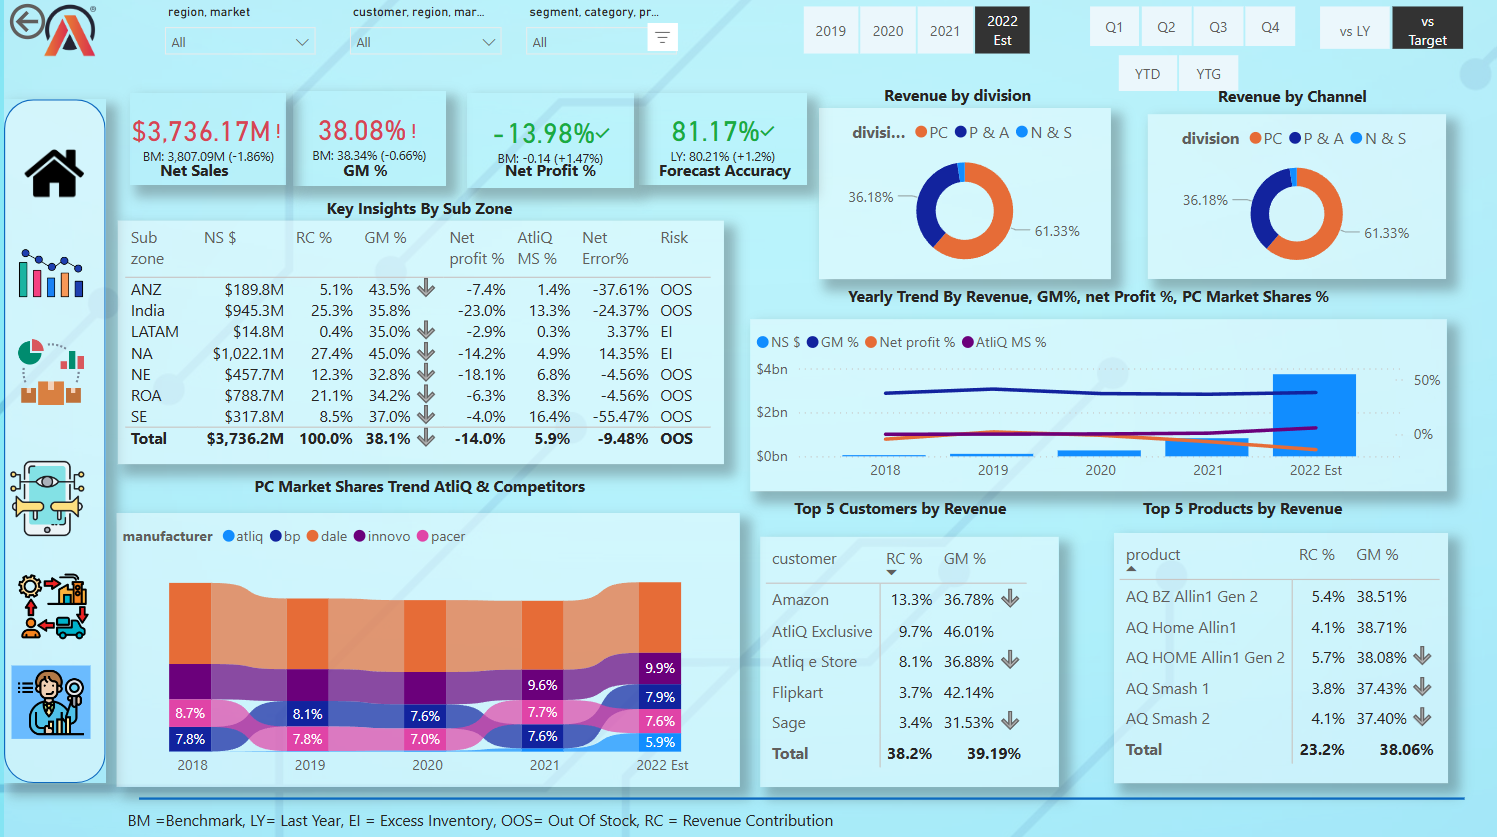 region, market
customer, region, mar...
segment, category, pr...
All
All
All
2019
2020
2021
2022
Est
Q1
Q2
Q3
Q4
YTD
YTG
vs LY
vs
Target
$3,736.17M !
BM: 3,807.09M (-1.86%)
Net Sales
38.08% !
BM: 38.34% (-0.66%)
GM %
-13.98%
BM: -0.14 (+1.47%)
Net Profit %
81.17%
LY: 80.21% (+1.2%)
Forecast Accuracy
Revenue by division
divisi... PC P & A N & S
36.18%
61.33%
Revenue by Channel
division PC P & A N & S
36.18%
61.33%
Key Insights By Sub Zone
Sub zone NS $ RC % GM % Net profit % AtliQ MS % Net Error% Risk
ANZ $189.8M 5.1% 43.5% -7.4% 1.4% -37.61% OOS
India $945.3M 25.3% 35.8% -23.0% 13.3% -24.37% OOS
LATAM $14.8M 0.4% 35.0% -2.9% 0.3% 3.37% EI
NA $1,022.1M 27.4% 45.0% -14.2% 4.9% 14.35% EI
NE $457.7M 12.3% 32.8% -18.1% 6.8% -4.56% OOS
ROA $788.7M 21.1% 34.2% -6.3% 8.3% -4.56% OOS
SE $317.8M 8.5% 37.0% -4.0% 16.4% -55.47% OOS
Total $3,736.2M 100.0% 38.1% -14.0% 5.9% -9.48% OOS
Yearly Trend By Revenue, GM%, net Profit %, PC Market Shares %
NS $ GM % Net profit % AtliQ MS %
$4bn
$2bn
$0bn
50%
0%
2018 2019 2020 2021 2022 Est
PC Market Shares Trend AtliQ & Competitors
manufacturer atliq bp dale innovo pacer
8.7%
7.8%
8.1%
7.8%
7.6%
7.0%
9.6%
7.7%
7.6%
9.9%
7.9%
7.6%
5.9%
2018 2019 2020 2021 2022 Est
Top 5 Customers by Revenue
customer RC % GM %
Amazon 13.3% 36.78%
AtliQ Exclusive 9.7% 46.01%
Atliq e Store 8.1% 36.88%
Flipkart 3.7% 42.14%
Sage 3.4% 31.53%
Total 38.2% 39.19%
Top 5 Products by Revenue
product RC % GM %
AQ BZ Allin1 Gen 2 5.4% 38.51%
AQ Home Allin1 4.1% 38.71%
AQ HOME Allin1 Gen 2 5.7% 38.08%
AQ Smash 1 3.8% 37.43%
AQ Smash 2 4.1% 37.40%
Total 23.2% 38.06%
BM =Benchmark, LY= Last Year, EI = Excess Inventory, OOS= Out Of Stock, RC = Revenue Contribution